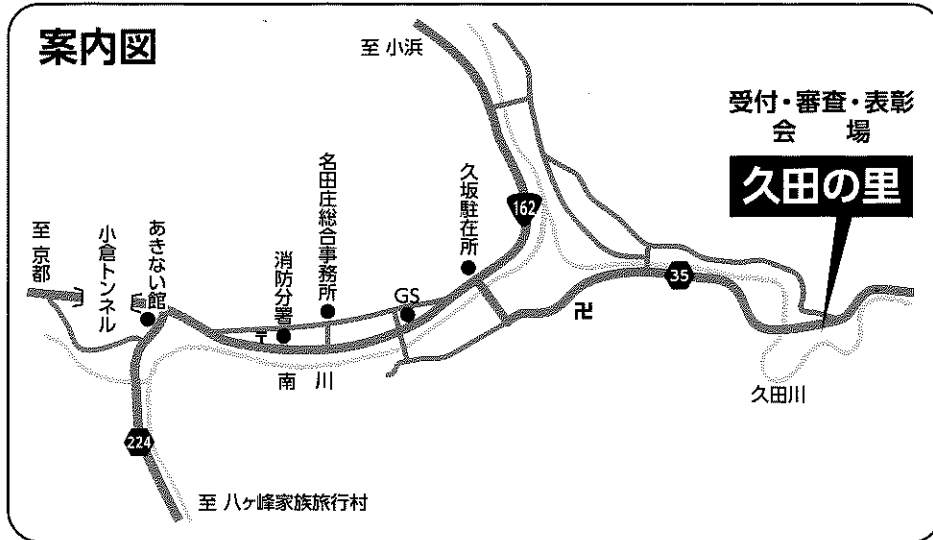 案内図
至 小浜
受付・審査・表彰
会 場
久田の里
162
35
久坂駐在所
名田庄総合事務所
GS
消防分署
〒
あきない館
小倉トンネル
至 京都
南 川
卍
久田川
224
至 八ヶ峰家族旅行村